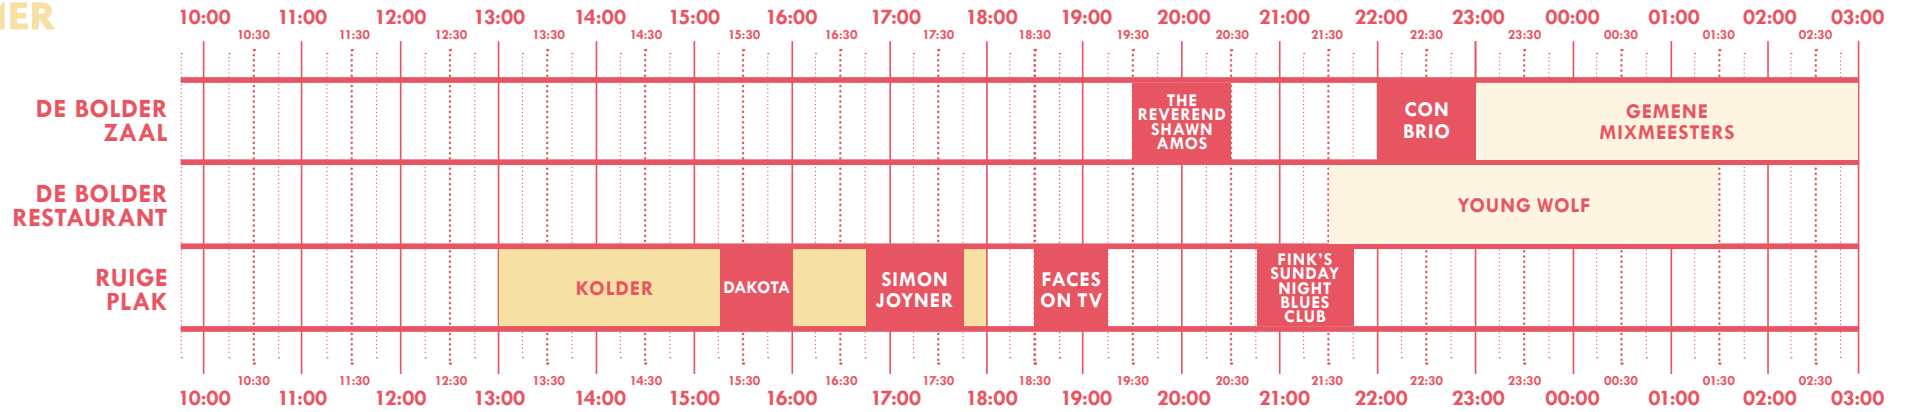 MER
10:00 11:00 12:00 13:00 14:00 15:00 16:00 17:00 18:00 19:00 20:00 21:00 22:00 23:00 00:00 01:00 02:00 03:00
10:30 11:30 12:30 13:30 14:30 15:30 16:30 17:30 18:30 19:30 20:30 21:30 22:30 23:30 00:30 01:30 02:30
DE BOLDER
ZAAL
THE
REVEREND
SHAWN
AMOS
CON
BRIO
GEMENE
MIXMEESTERS
DE BOLDER
RESTAURANT
YOUNG WOLF
RUIGE
PLAK
KOLDER
DAKOTA
SIMON
JOYNER
FACES
ON TV
FINK'S
SUNDAY
NIGHT
BLUES
CLUB
10:30 11:30 12:30 13:30 14:30 15:30 16:30 17:30 18:30 19:30 20:30 21:30 22:30 23:30 00:30 01:30 02:30
10:00 11:00 12:00 13:00 14:00 15:00 16:00 17:00 18:00 19:00 20:00 21:00 22:00 23:00 00:00 01:00 02:00 03:00